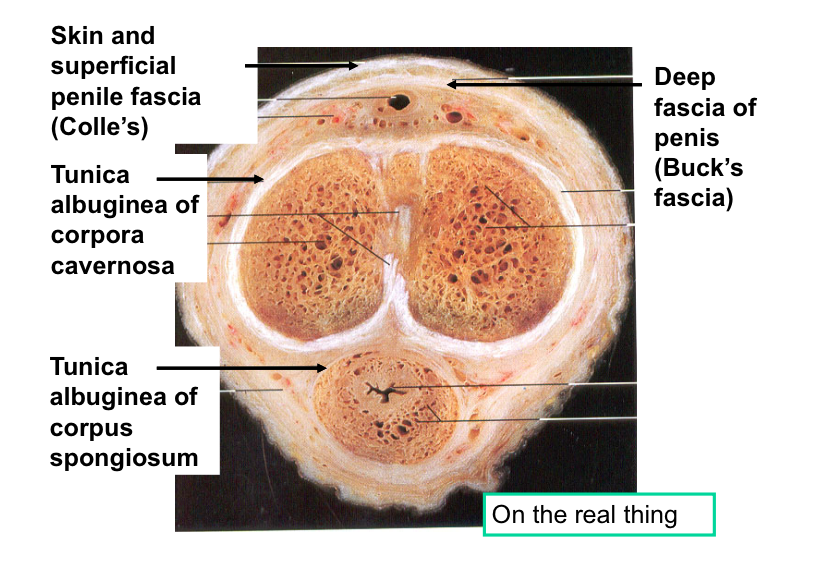 Skin and
superficial
penile fascia
(Colle’s)
Deep
fascia of
penis
(Buck’s
fascia)
Tunica
albuginea of
corpora
cavernosa
Tunica
albuginea of
corpus
spongiosum
On the real thing